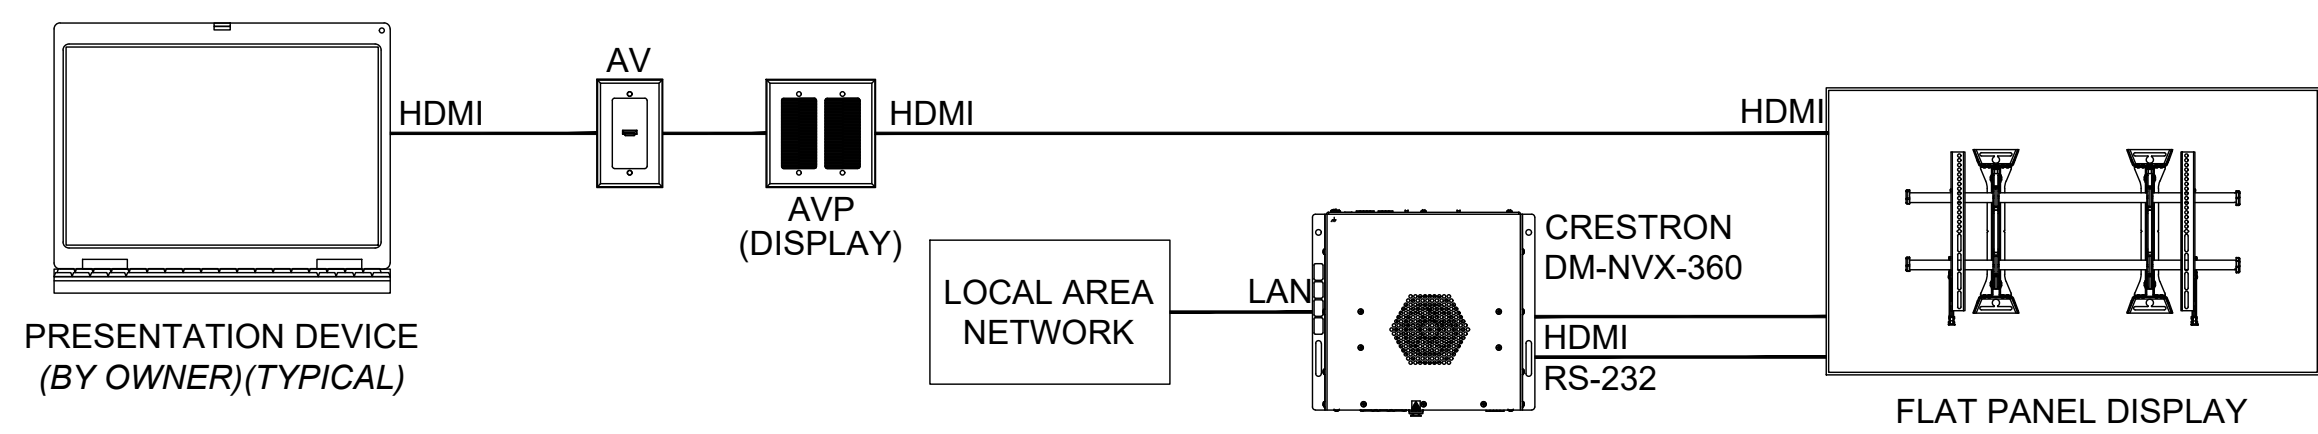 AV
HDMI
HDMI
HDMI
AVP
(DISPLAY)
CRESTRON
DM-NVX-360
LOCAL AREA
NETWORK
LAN
HDMI
RS-232
PRESENTATION DEVICE
(BY OWNER)(TYPICAL)
FLAT PANEL DISPLAY